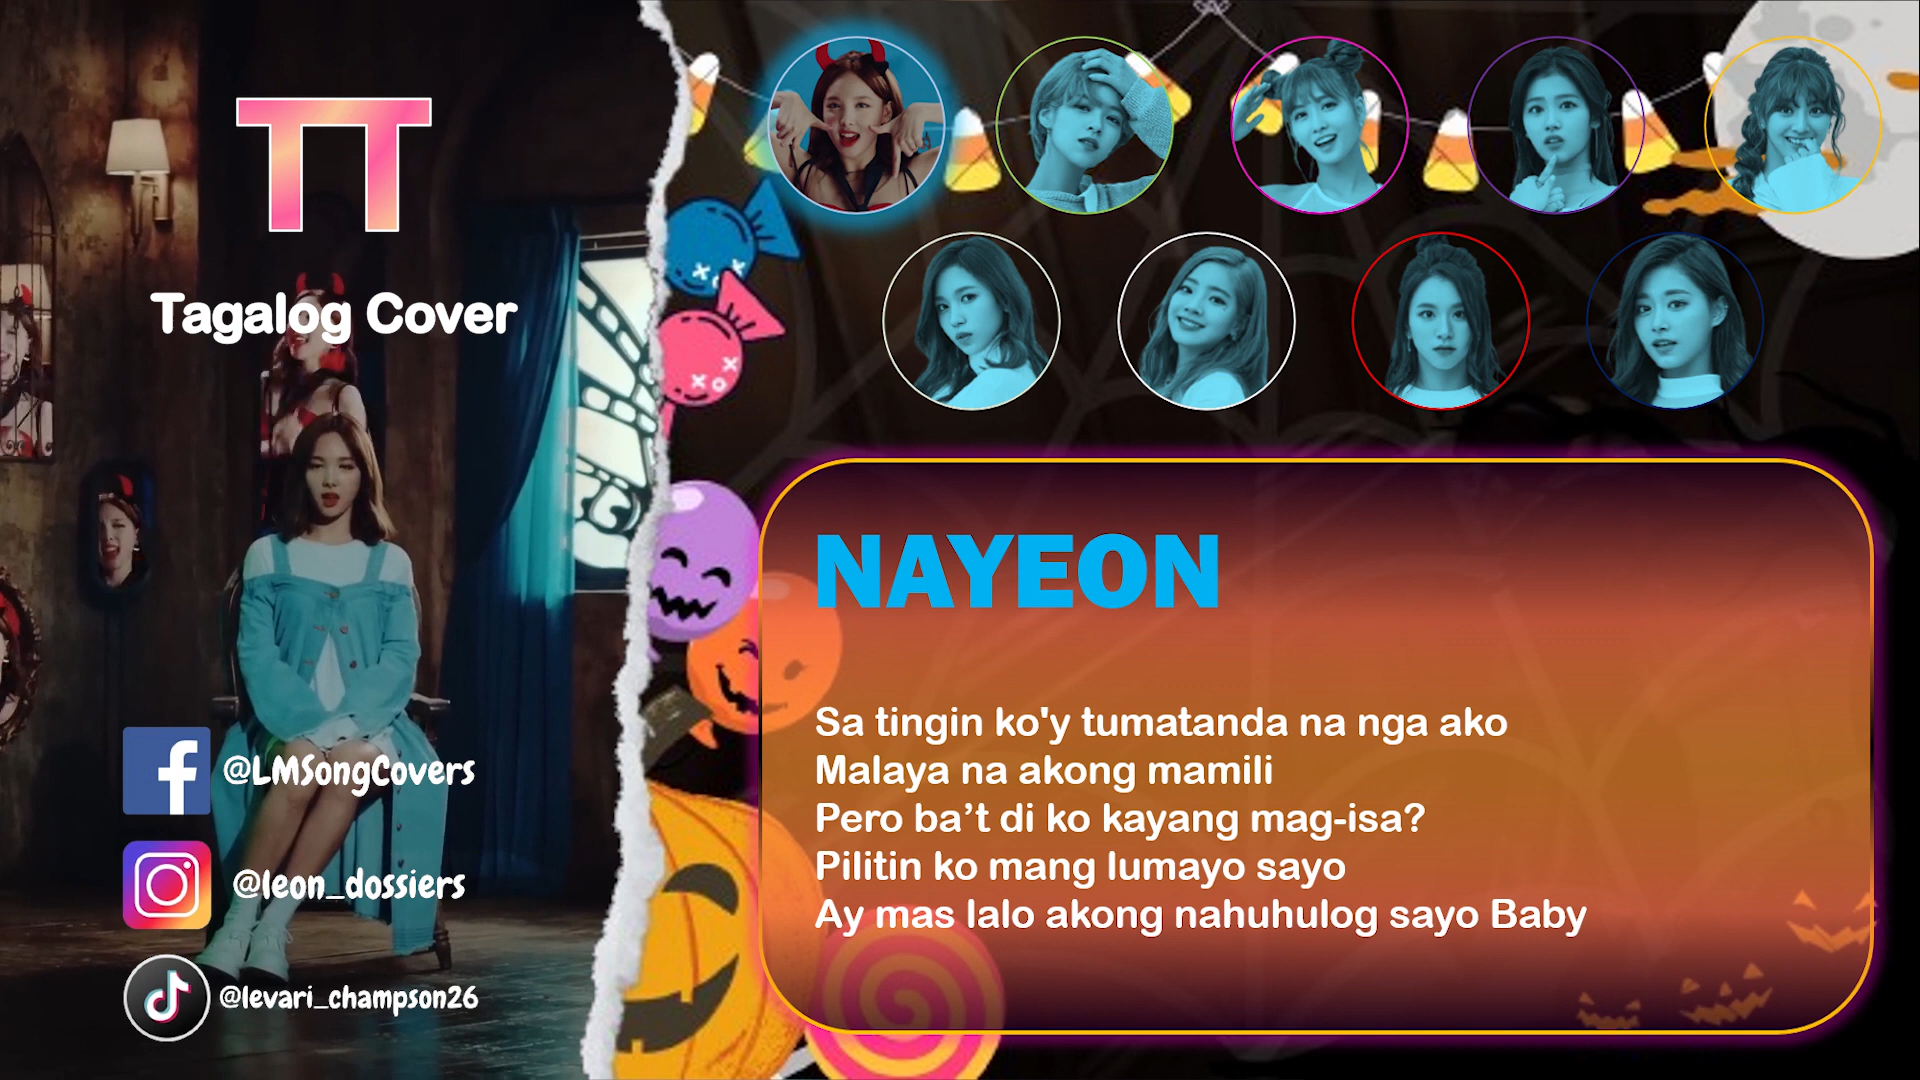 TT
Tagalog Cover
@LMSongCovers
@leon_dossiers
@levari_champson26
NAYEON
Sa tingin ko'y tumatanda na nga ako
Malaya na akong mamili
Pero ba’t di ko kayang mag-isa?
Pilitin ko mang lumayo sayo
Ay mas lalo akong nahuhulog sayo Baby